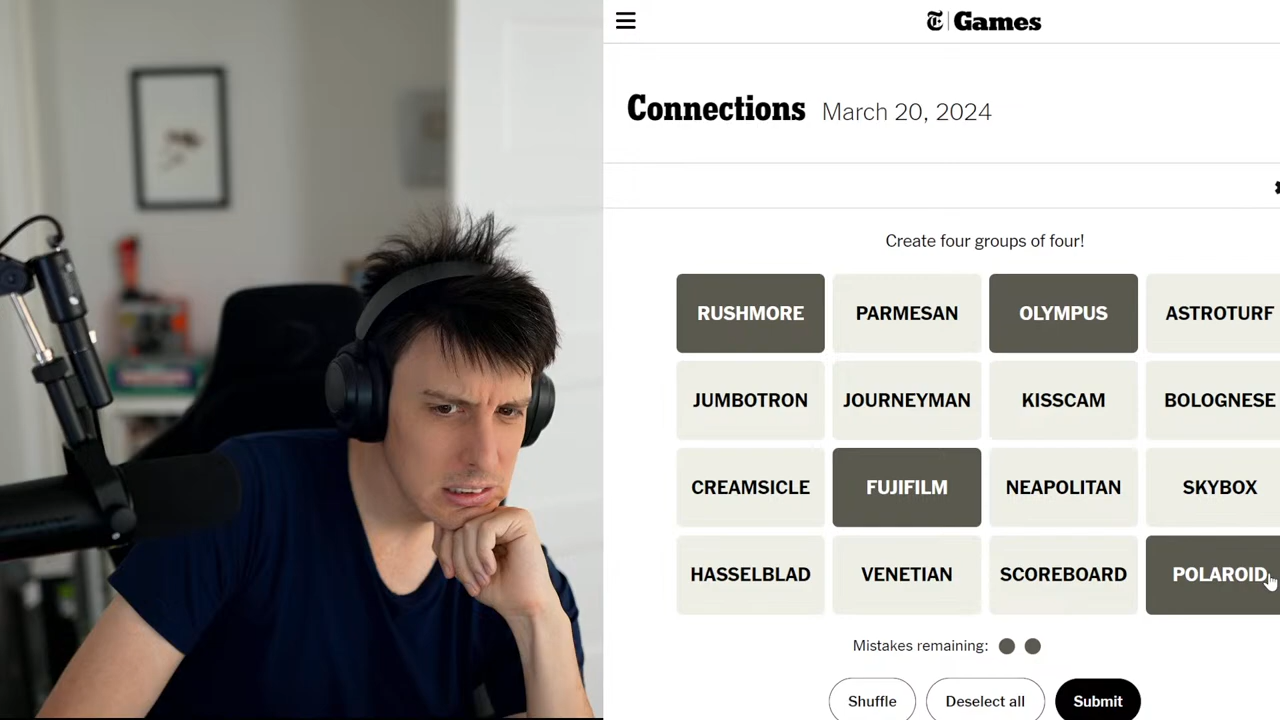 Games
Connections March 20, 2024
Create four groups of four!
RUSHMORE PARMESAN OLYMPUS ASTROTURF
JUMBOTRON JOURNEYMAN KISSCAM BOLOGNESE
CREAMSICLE FUJIFILM NEAPOLITAN SKYBOX
HASSELBLAD VENETIAN SCOREBOARD POLAROID
Mistakes remaining:
Shuffle Deselect all Submit